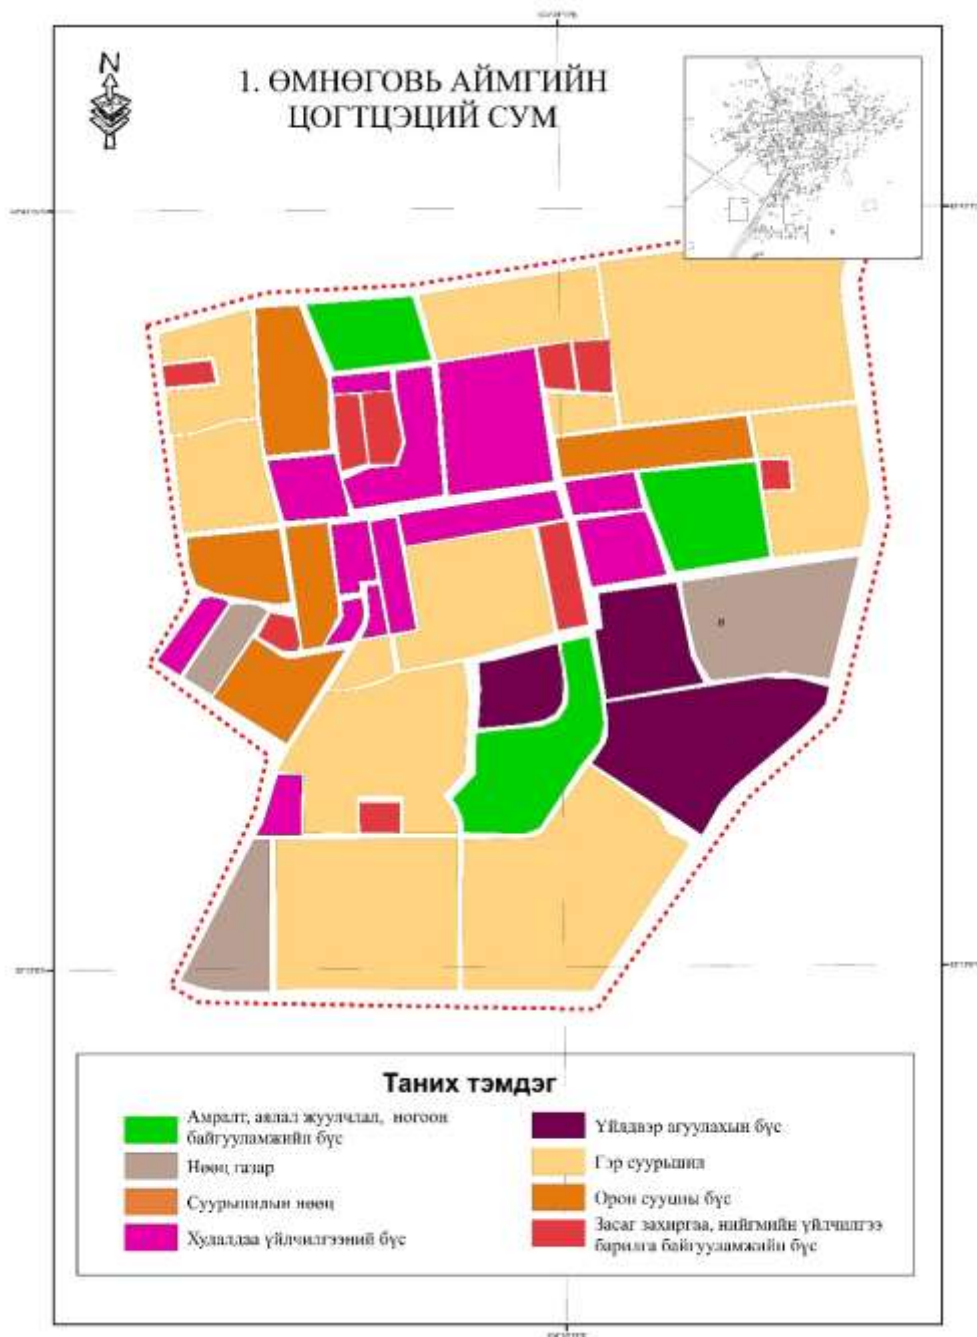 N
1. ӨМНӨГОВЬ АЙМГИЙН
ЦОГТЦЭЦИЙ СУМ
Таних тэмдэг
Амралт, аялал жуулчлал, ногоон
байгууламжийн бүс
Нөөц газар
Суурьшлын нөөц
Худалдаа үйлчилгээний бүс
Үйлдвэр агуулахын бүс
Гэр суурьшил
Орон сууцны бүс
Засаг захиргаа, нийгмийн үйлчилгээ
барилга байгууламжийн бүс